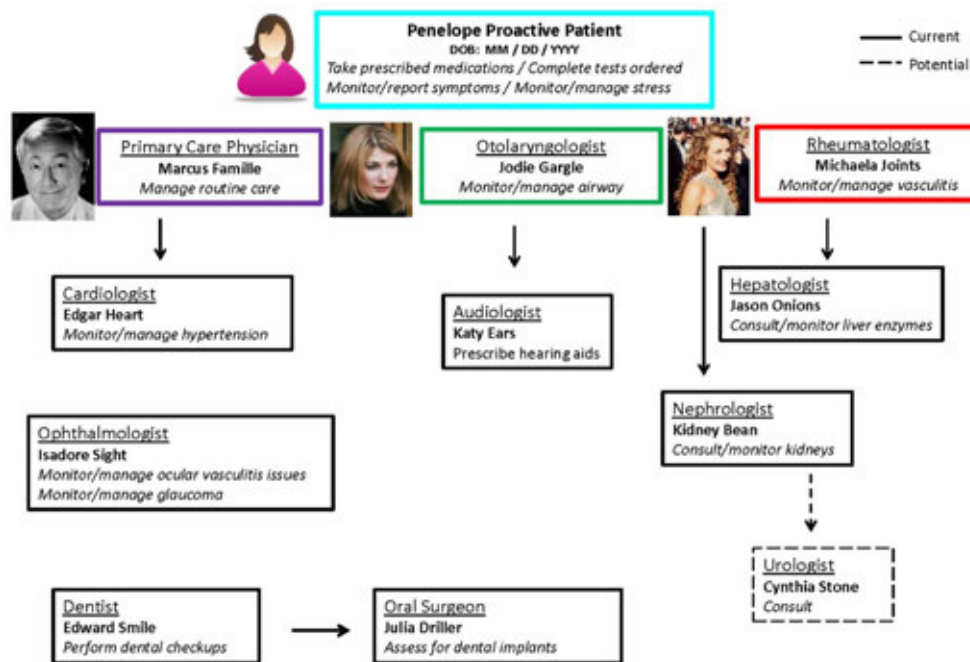 Penelope Proactive Patient
DOB: MM / DD / YYYY
Take prescribed medications / Complete tests ordered
Monitor/report symptoms / Monitor/manage stress
Current
Potential
Primary Care Physician
Marcus Famille
Manage routine care
Otolaryngologist
Jodie Gargle
Monitor/manage airway
Rheumatologist
Michaela Joints
Monitor/manage vasculitis
Cardiologist
Edgar Heart
Monitor/manage hypertension
Audiologist
Katy Ears
Prescribe hearing aids
Hepatologist
Jason Onions
Consult/monitor liver enzymes
Nephrologist
Kidney Bean
Consult/monitor kidneys
Ophthalmologist
Isadore Sight
Monitor/manage ocular vasculitis issues
Monitor/manage glaucoma
Urologist
Cynthia Stone
Consult
Dentist
Edward Smile
Perform dental checkups
Oral Surgeon
Julia Driller
Assess for dental implants